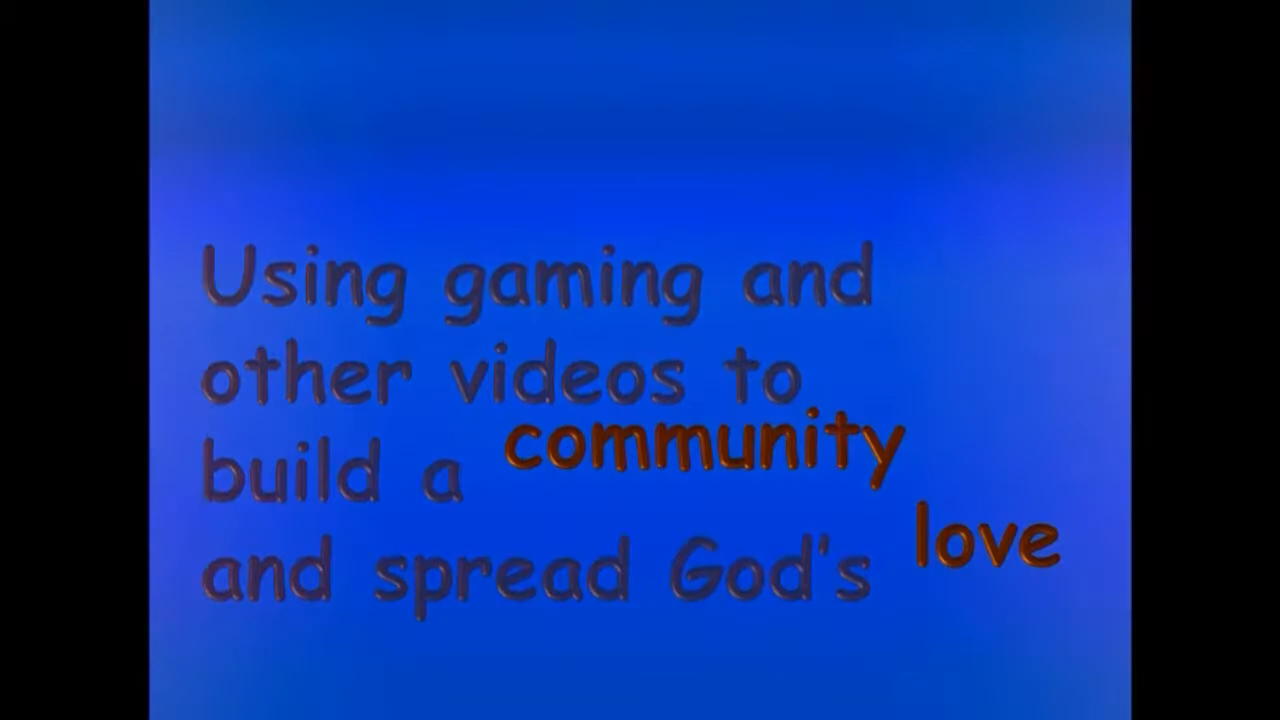 Using gaming and
other videos to
build a community
and spread God's love